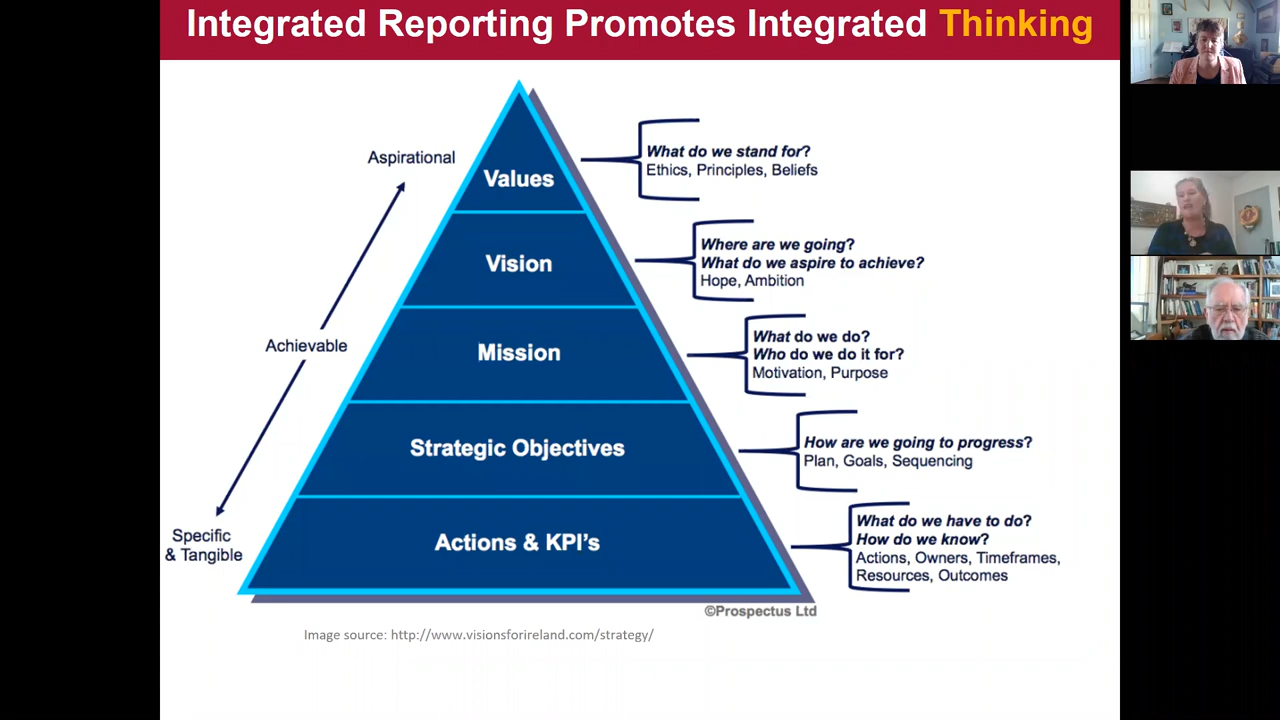 Integrated Reporting Promotes Integrated Thinking
Aspirational
Achievable
Specific
& Tangible
Values
What do we stand for?
Ethics, Principles, Beliefs
Vision
Where are we going?
What do we aspire to achieve?
Hope, Ambition
Mission
What do we do?
Who do we do it for?
Motivation, Purpose
Strategic Objectives
How are we going to progress?
Plan, Goals, Sequencing
Actions & KPI's
What do we have to do?
How do we know?
Actions, Owners, Timeframes,
Resources, Outcomes
©Prospectus Ltd
Image source: http://www.visionsforireland.com/strategy/